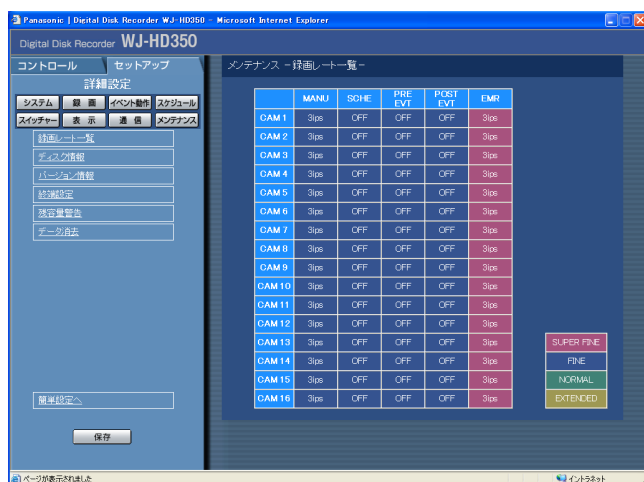 Panasonic | Digital Disk Recorder WJ-HD350 - Microsoft Internet Explorer
Digital Disk Recorder WJ-HD350
コントロール セットアップ
詳細設定
システム 録画 イベント動作 スケジュール
スイッチャー 表示 通信 メンテナンス
録画レート一覧
ディスク情報
バージョン情報
終端設定
残容量警告
データ消去
簡単設定へ
保存
メンテナンス －録画レート一覧－
MANU SCHE PRE EVT POST EVT EMR
CAM 1 3ips OFF OFF OFF 3ips
CAM 2 3ips OFF OFF OFF 3ips
CAM 3 3ips OFF OFF OFF 3ips
CAM 4 3ips OFF OFF OFF 3ips
CAM 5 3ips OFF OFF OFF 3ips
CAM 6 3ips OFF OFF OFF 3ips
CAM 7 3ips OFF OFF OFF 3ips
CAM 8 3ips OFF OFF OFF 3ips
CAM 9 3ips OFF OFF OFF 3ips
CAM 10 3ips OFF OFF OFF 3ips
CAM 11 3ips OFF OFF OFF 3ips
CAM 12 3ips OFF OFF OFF 3ips
CAM 13 3ips OFF OFF OFF 3ips
CAM 14 3ips OFF OFF OFF 3ips
CAM 15 3ips OFF OFF OFF 3ips
CAM 16 3ips OFF OFF OFF 3ips
SUPER FINE
FINE
NORMAL
EXTENDED
ページが表示されました イントラネット